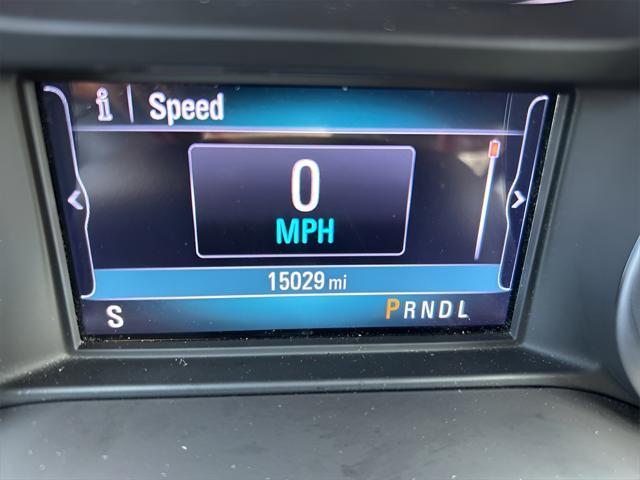 i | Speed
0
MPH
15029 mi
S PRNDL